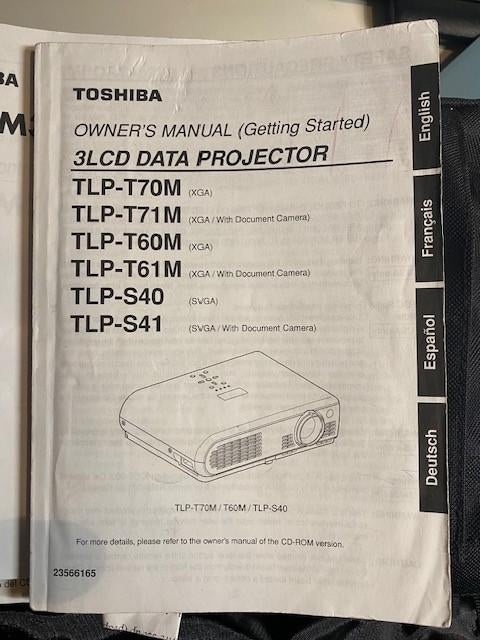 TOSHIBA
OWNER'S MANUAL (Getting Started)
3LCD DATA PROJECTOR
TLP-T70M (XGA)
TLP-T71M (XGA / With Document Camera)
TLP-T60M (XGA)
TLP-T61M (XGA / With Document Camera)
TLP-S40 (SVGA)
TLP-S41 (SVGA / With Document Camera)
TLP-T70M / T60M / TLP-S40
For more details, please refer to the owner's manual of the CD-ROM version.
23566165
English
Français
Español
Deutsch
BA